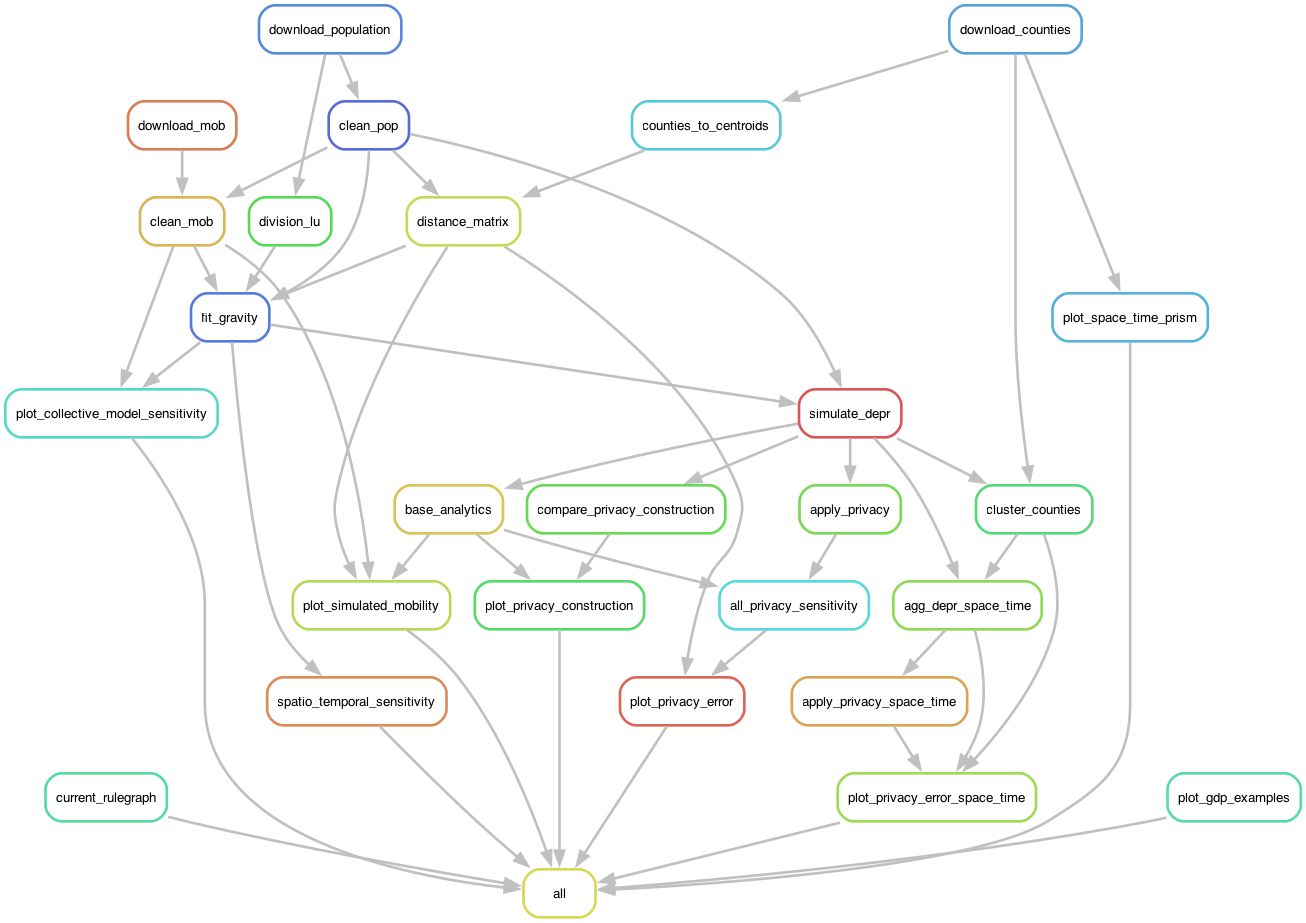 download_population
download_counties
download_mob
clean_pop
counties_to_centroids
clean_mob
division_lu
distance_matrix
fit_gravity
plot_space_time_prism
plot_collective_model_sensitivity
simulate_depr
base_analytics
compare_privacy_construction
apply_privacy
cluster_counties
plot_simulated_mobility
plot_privacy_construction
all_privacy_sensitivity
agg_depr_space_time
spatio_temporal_sensitivity
plot_privacy_error
apply_privacy_space_time
current_rulegraph
plot_privacy_error_space_time
plot_gdp_examples
all